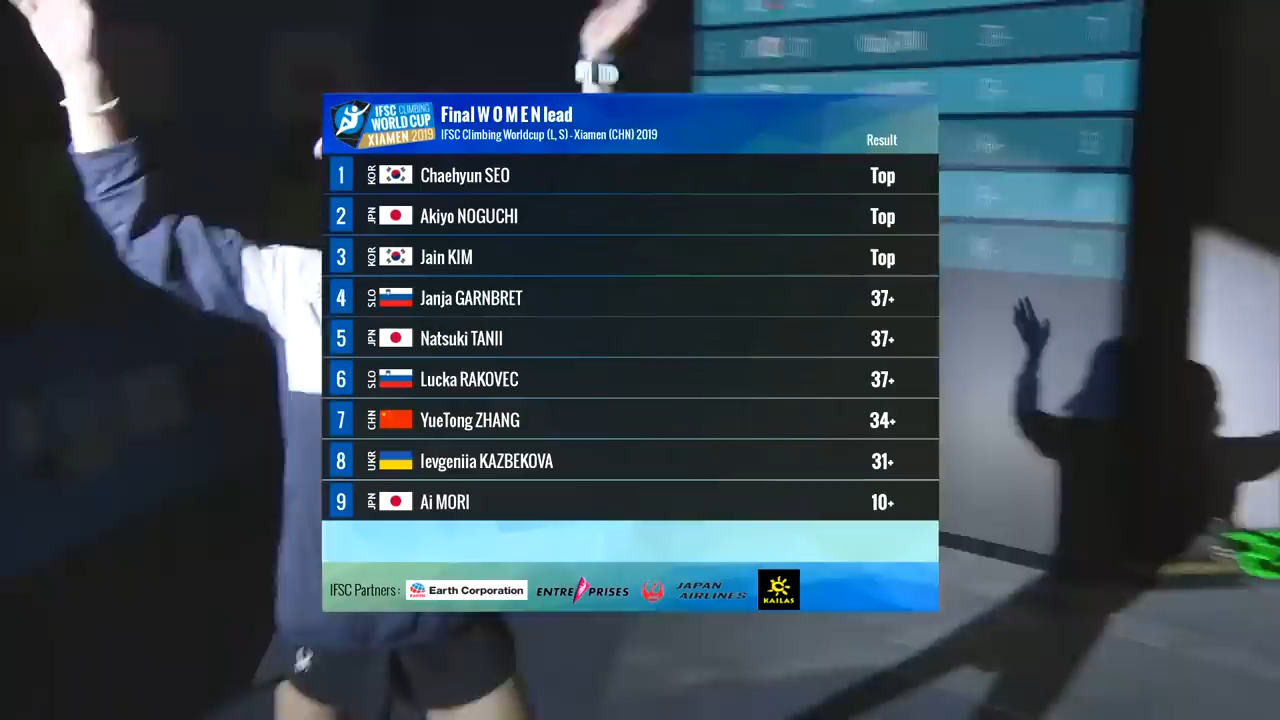 IFSC CLIMBING
WORLD CUP
XIAMEN 2019
Final WOMEN lead
IFSC Climbing Worldcup (L, S) - Xiamen (CHN) 2019
Result
1 KOR Chaehyun SEO Top
2 JPN Akiyo NOGUCHI Top
3 KOR Jain KIM Top
4 SLO Janja GARNBRET 37+
5 JPN Natsuki TANII 37+
6 SLO Lucka RAKOVEC 37+
7 CHN YueTong ZHANG 34+
8 UKR Ievgeniia KAZBEKOVA 31+
9 JPN Ai MORI 10+
IFSC Partners : EARTH Earth Corporation ENTRE PRISES JAPAN AIRLINES KAILAS